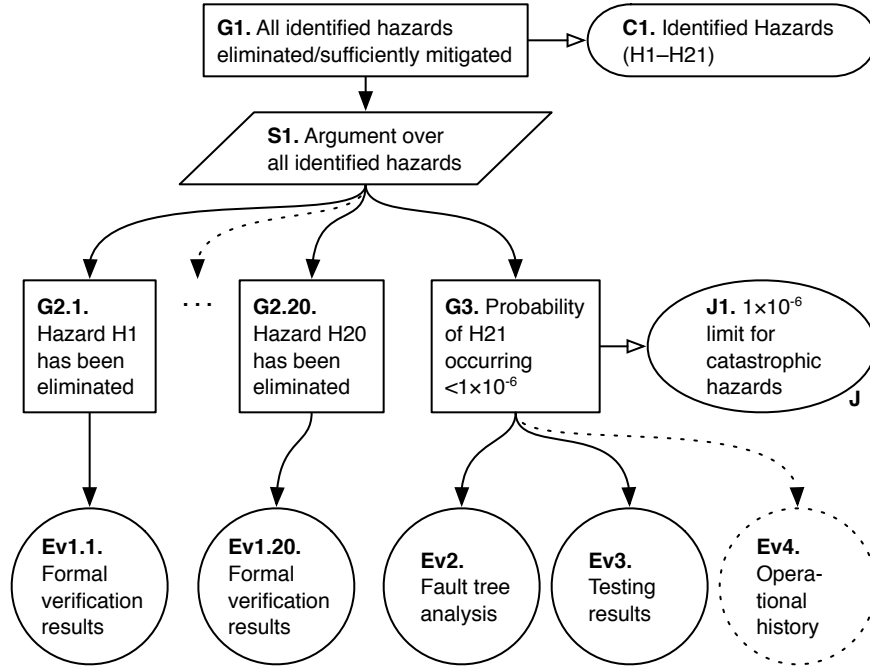 G1. All identified hazards
eliminated/sufficiently mitigated
C1. Identified Hazards
(H1–H21)
S1. Argument over
all identified hazards
G2.1.
Hazard H1
has been
eliminated
. . .
G2.20.
Hazard H20
has been
eliminated
G3. Probability
of H21
occurring
<1×10⁻⁶
J1. 1×10⁻⁶
limit for
catastrophic
hazards
J
Ev1.1.
Formal
verification
results
Ev1.20.
Formal
verification
results
Ev2.
Fault tree
analysis
Ev3.
Testing
results
Ev4.
Opera-
tional
history